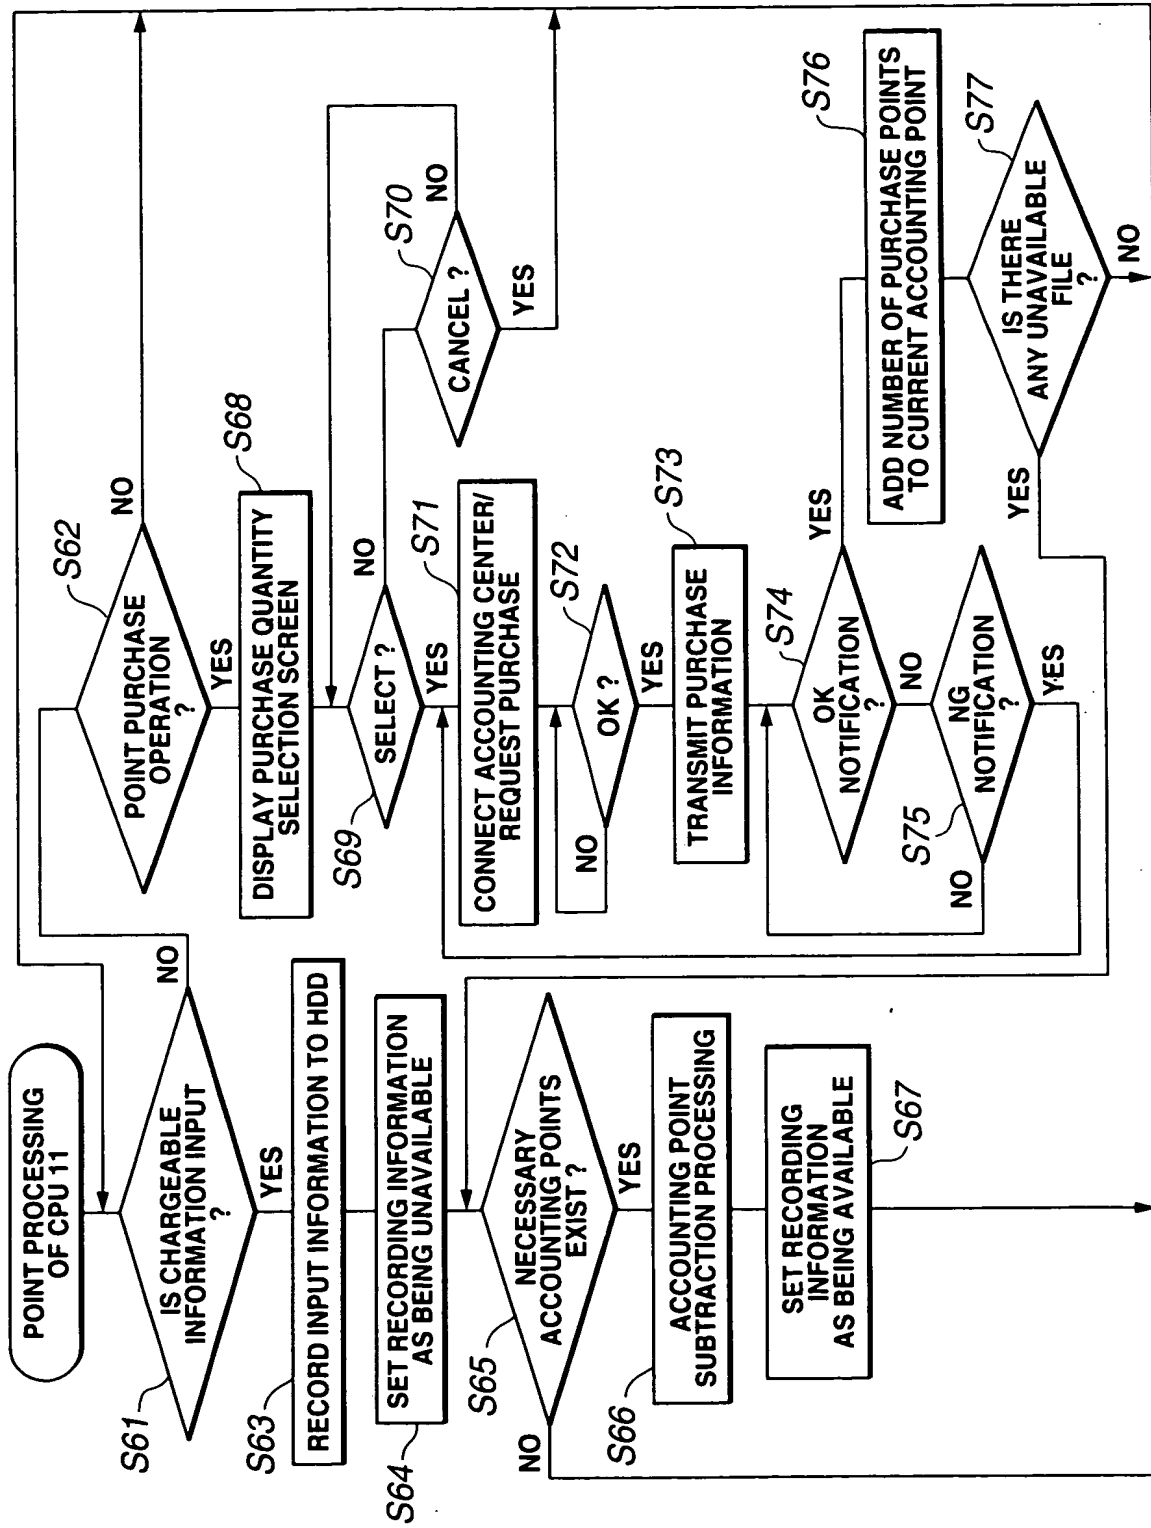 POINT PROCESSING
OF CPU 11
S61
IS CHARGEABLE
INFORMATION INPUT
?
NO
YES
S63
RECORD INPUT INFORMATION TO HDD
S64
SET RECORDING INFORMATION
AS BEING UNAVAILABLE
S65
NECESSARY
ACCOUNTING POINTS
EXIST ?
NO
YES
S66
ACCOUNTING POINT
SUBTRACTION PROCESSING
SET RECORDING
INFORMATION
AS BEING AVAILABLE
S67
S62
POINT PURCHASE
OPERATION
?
NO
YES
S68
DISPLAY PURCHASE QUANTITY
SELECTION SCREEN
S69
SELECT ?
NO
YES
S70
CANCEL ?
NO
YES
S71
CONNECT ACCOUNTING CENTER/
REQUEST PURCHASE
S72
OK ?
NO
YES
S73
TRANSMIT PURCHASE
INFORMATION
S74
OK
NOTIFICATION
?
YES
NO
S75
NG
NOTIFICATION
?
NO
YES
S76
ADD NUMBER OF PURCHASE POINTS
TO CURRENT ACCOUNTING POINT
S77
IS THERE
ANY UNAVAILABLE
FILE
?
YES
NO